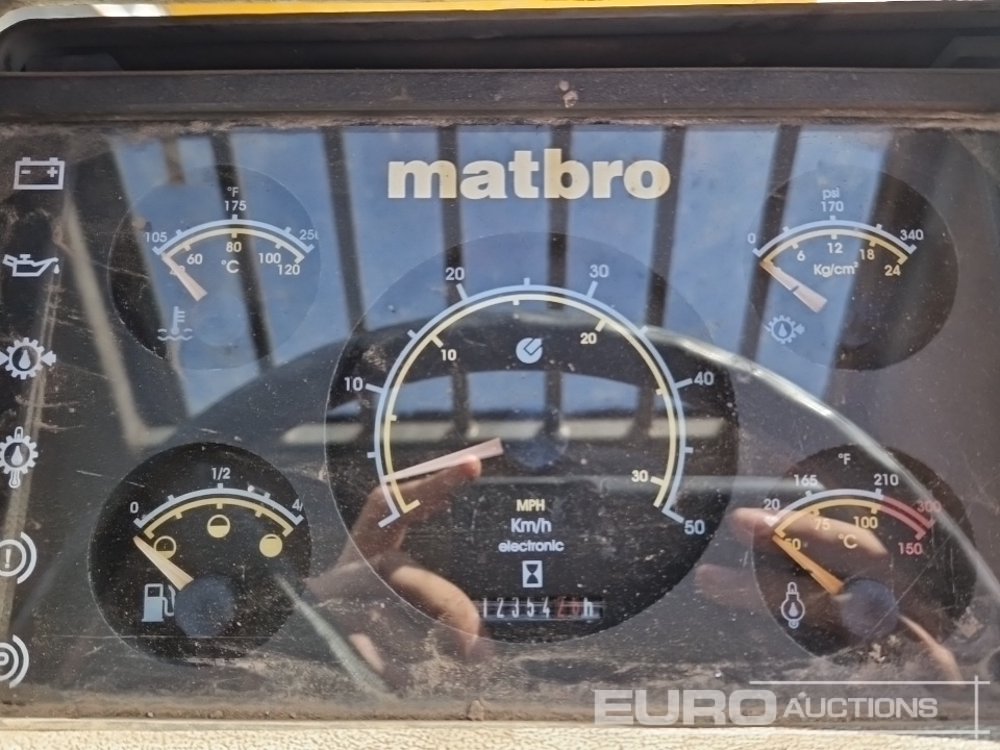 matbro
°F
105 175 250
60 80 100 120
°C
psi
0 170 340
6 12 18 24
Kg/cm²
10 20 30 40 50
10 20 30
MPH
Km/h
electronic
12354 h
0 1/2
°F
20 165 210 300
75 100 150
°C
EURO AUCTIONS